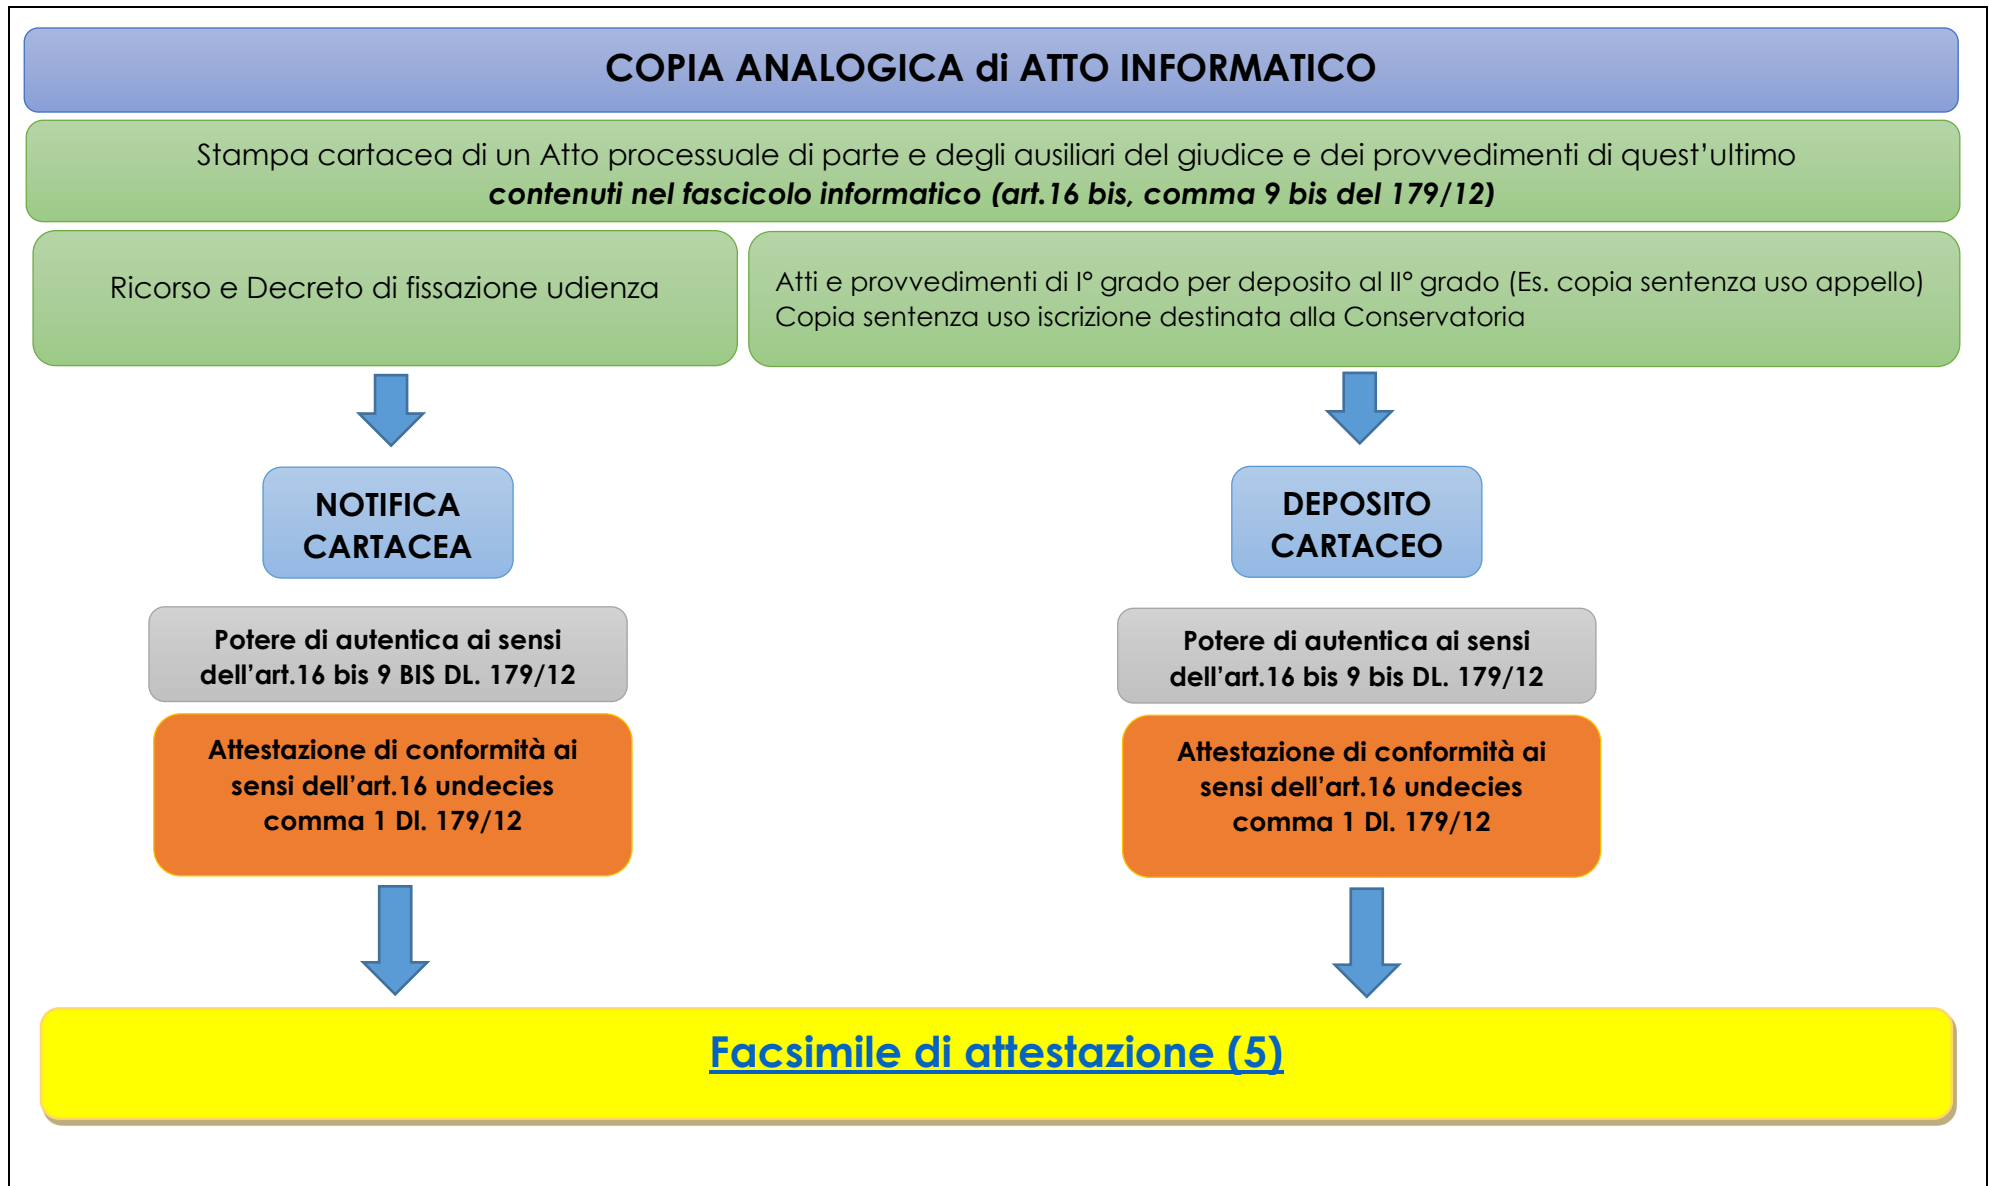 COPIA ANALOGICA di ATTO INFORMATICO
Stampa cartacea di un Atto processuale di parte e degli ausiliari del giudice e dei provvedimenti di quest'ultimo
contenuti nel fascicolo informatico (art.16 bis, comma 9 bis del 179/12)
Ricorso e Decreto di fissazione udienza
Atti e provvedimenti di I° grado per deposito al II° grado (Es. copia sentenza uso appello)
Copia sentenza uso iscrizione destinata alla Conservatoria
NOTIFICA
CARTACEA
Potere di autentica ai sensi
dell'art.16 bis 9 BIS DL. 179/12
Attestazione di conformità ai
sensi dell'art.16 undecies
comma 1 Dl. 179/12
DEPOSITO
CARTACEO
Potere di autentica ai sensi
dell'art.16 bis 9 bis DL. 179/12
Attestazione di conformità ai
sensi dell'art.16 undecies
comma 1 Dl. 179/12
Facsimile di attestazione (5)